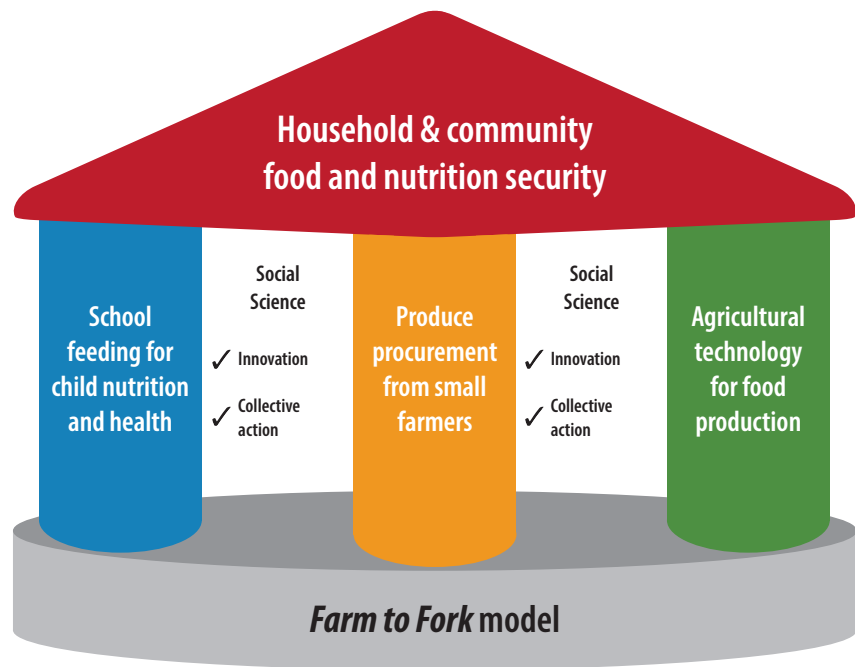 Household & community
food and nutrition security
School
feeding for
child nutrition
and health
Social
Science
✓ Innovation
✓ Collective
action
Produce
procurement
from small
farmers
Social
Science
✓ Innovation
✓ Collective
action
Agricultural
technology
for food
production
Farm to Fork model